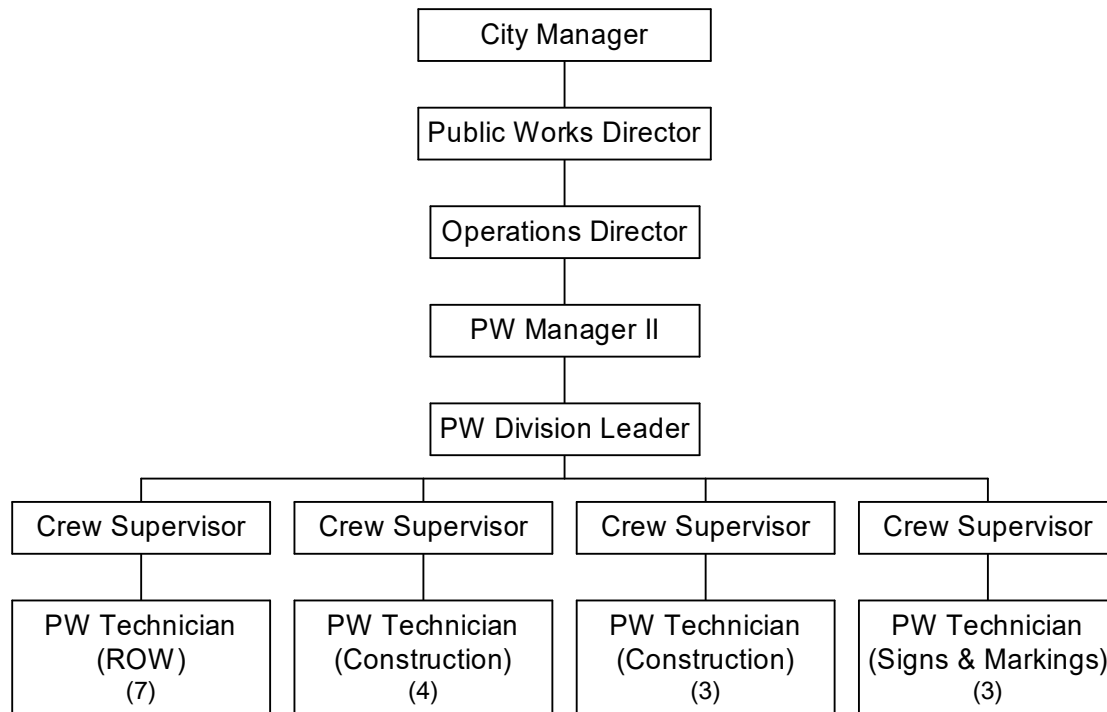 City Manager
Public Works Director
Operations Director
PW Manager II
PW Division Leader
Crew Supervisor
Crew Supervisor
Crew Supervisor
Crew Supervisor
PW Technician
(ROW)
(7)
PW Technician
(Construction)
(4)
PW Technician
(Construction)
(3)
PW Technician
(Signs & Markings)
(3)